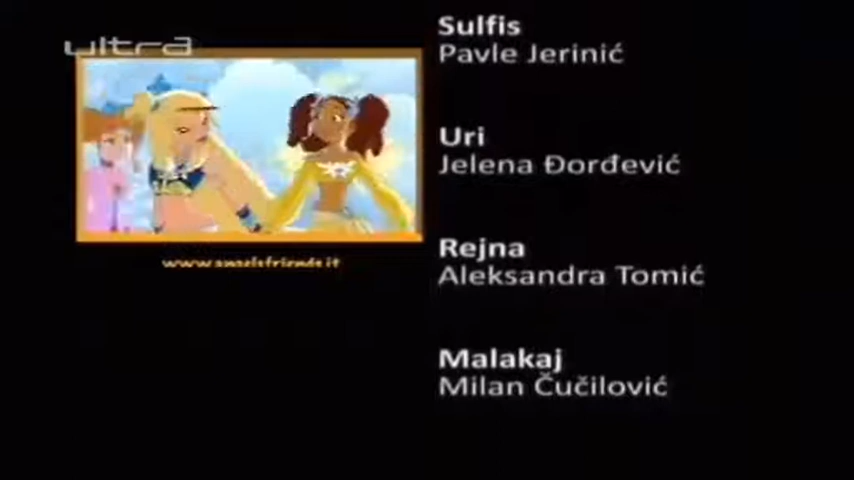 ultra
www.angelsfriends.it
Sulfis
Pavle Jerinić
Uri
Jelena Đorđević
Rejna
Aleksandra Tomić
Malakaj
Milan Čučilović